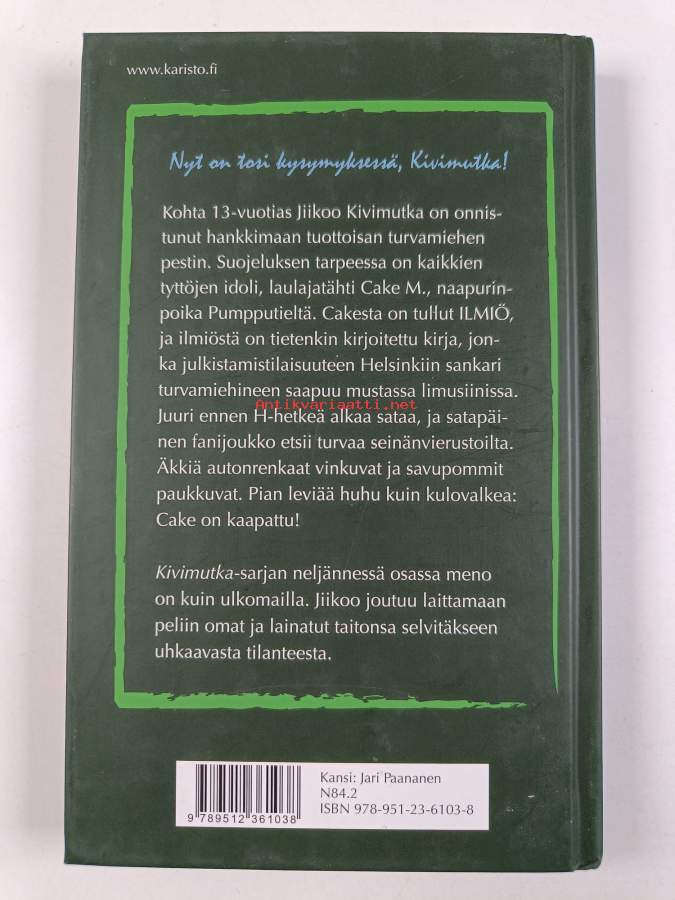 www.karisto.fi
Nyt on tosi kysymyksessä, Kivimutka!
Kohta 13-vuotias Jiikoo Kivimutka on onnis-
tunut hankkimaan tuottoisan turvamiehen
pestin. Suojeluksen tarpeessa on kaikkien
tyttöjen idoli, laulajatähti Cake M., naapurin-
poika Pumpputieltä. Cakesta on tullut ILMIÖ,
ja ilmiöstä on tietenkin kirjoitettu kirja, jon-
ka julkistamistilaisuuteen Helsinkiin sankari
turvamiehineen saapuu mustassa limusiinissa.
Antikvariaatti.net
Juuri ennen H-hetkeä alkaa sataa, ja satapäi-
nen fanijoukko etsii turvaa seinänvierustoilta.
Äkkiä autonrenkaat vinkuvat ja savupommit
paukkuvat. Pian leviää huhu kuin kulovalkea:
Cake on kaapattu!
Kivimutka-sarjan neljännessä osassa meno
on kuin ulkomailla. Jiikoo joutuu laittamaan
peliin omat ja lainatut taitonsa selvitäkseen
uhkaavasta tilanteesta.
Kansi: Jari Paananen
N84.2
ISBN 978-951-23-6103-8
9 789512 361038